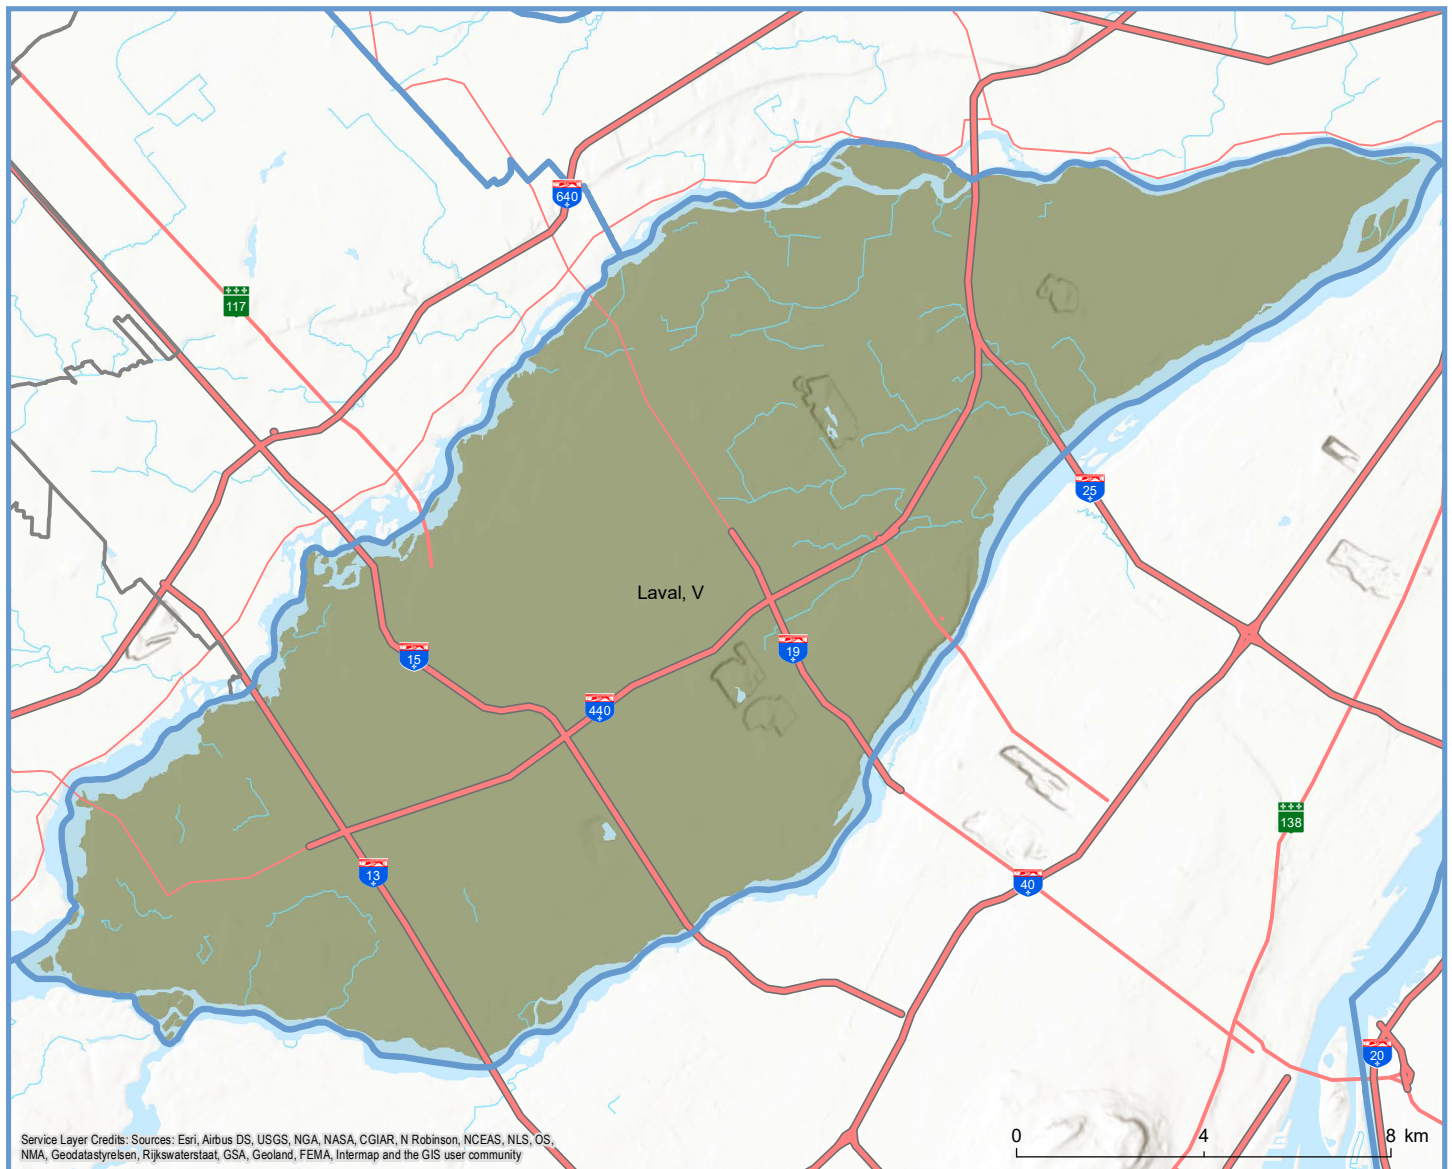 640
117
25
Laval, V
15
19
440
138
13
40
20
0 4 8 km
Service Layer Credits: Sources: Esri, Airbus DS, USGS, NGA, NASA, CGIAR, N Robinson, NCEAS, NLS, OS,
NMA, Geodatastyrelsen, Rijkswaterstaat, GSA, Geoland, FEMA, Intermap and the GIS user community